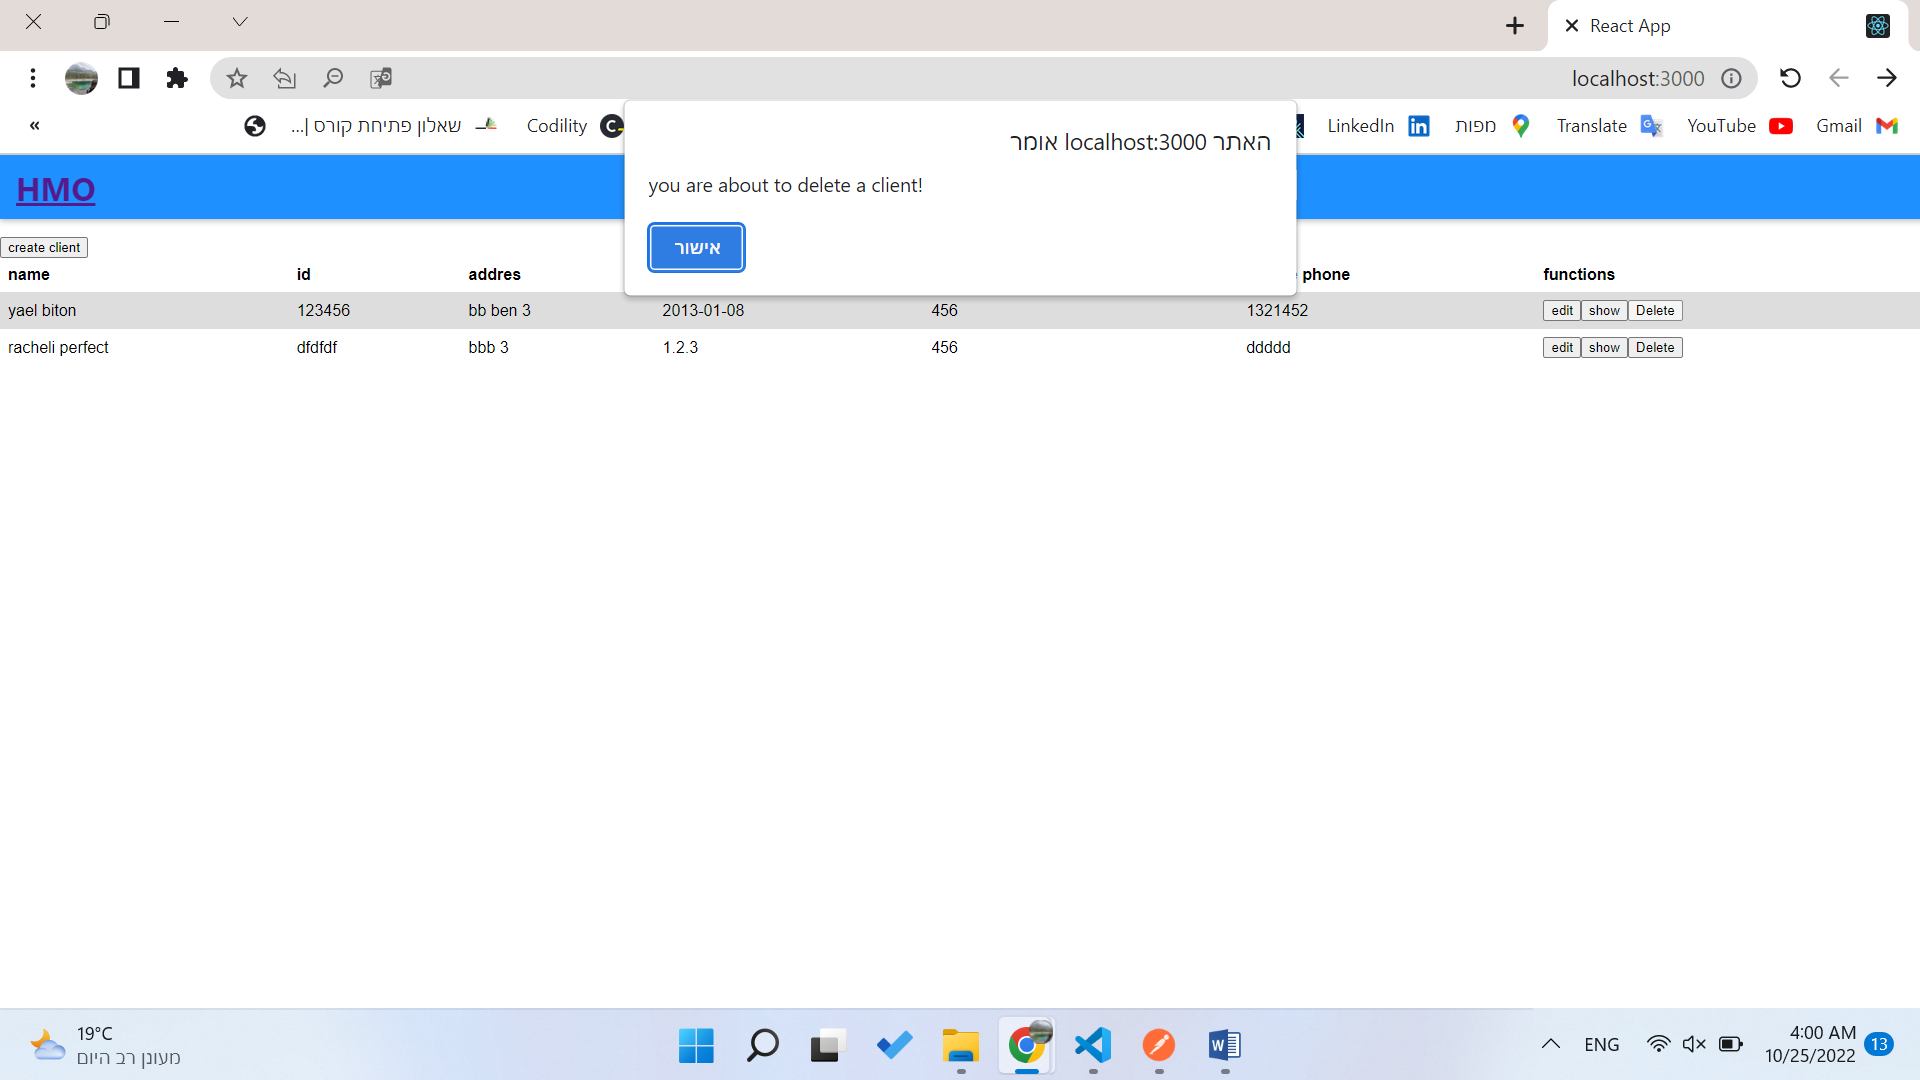 React App
localhost:3000
Gmail
YouTube
Translate
מפות
LinkedIn
Codility
שאלון פתיחת קורס |...
«
האתר localhost:3000 אומר
you are about to delete a client!
אישור
HMO
create client
name id addres phone functions
yael biton 123456 bb ben 3 2013-01-08 456 1321452 edit show Delete
racheli perfect dfdfdf bbb 3 1.2.3 456 ddddd edit show Delete
19°C
מעונן רב היום
ENG
4:00 AM
10/25/2022
13